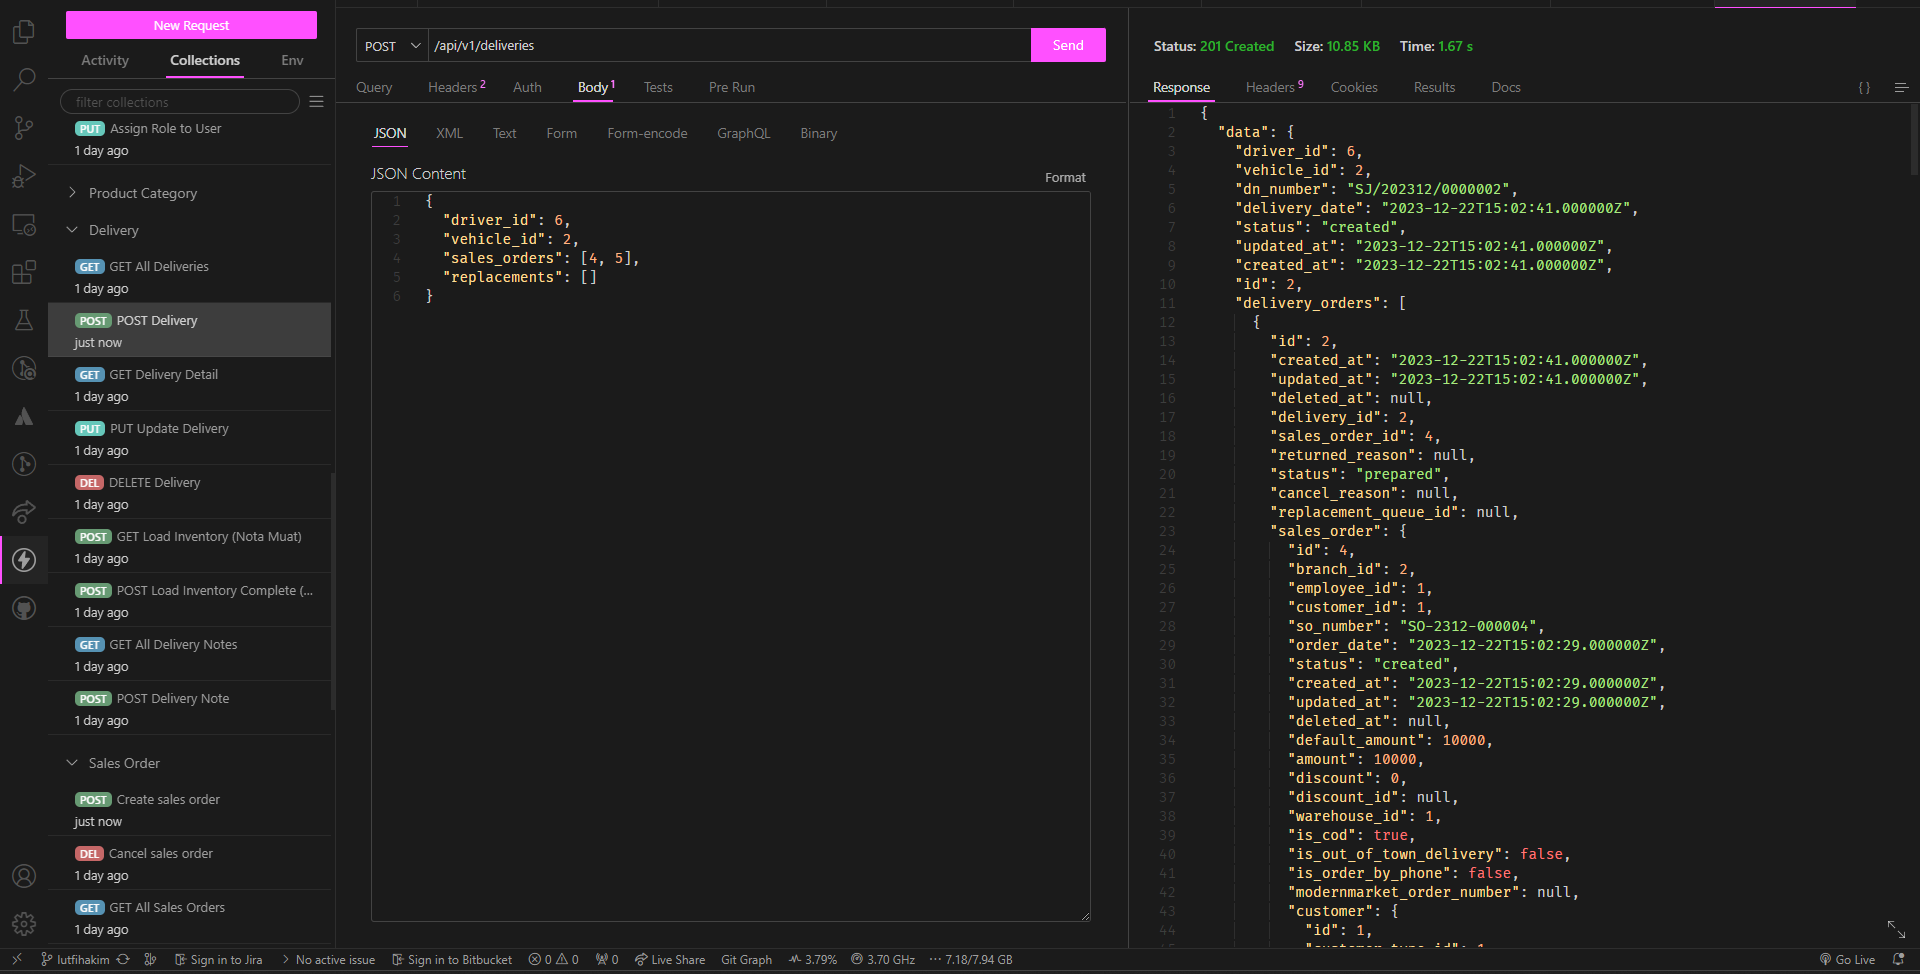 New Request
Activity
Collections
Env
filter collections
PUT Assign Role to User
1 day ago
Product Category
Delivery
GET GET All Deliveries
1 day ago
POST POST Delivery
just now
GET GET Delivery Detail
1 day ago
PUT PUT Update Delivery
1 day ago
DEL DELETE Delivery
1 day ago
POST GET Load Inventory (Nota Muat)
1 day ago
POST POST Load Inventory Complete (...
1 day ago
GET GET All Delivery Notes
1 day ago
POST POST Delivery Note
1 day ago
Sales Order
POST Create sales order
just now
DEL Cancel sales order
1 day ago
GET GET All Sales Orders
1 day ago
POST
/api/v1/deliveries
Send
Query
Headers 2
Auth
Body 1
Tests
Pre Run
JSON
XML
Text
Form
Form-encode
GraphQL
Binary
JSON Content
Format
1 {
2 "driver_id": 6,
3 "vehicle_id": 2,
4 "sales_orders": [4, 5],
5 "replacements": []
6 }
Status: 201 Created Size: 10.85 KB Time: 1.67 s
Response
Headers 9
Cookies
Results
Docs
{ }
1 {
2 "data": {
3 "driver_id": 6,
4 "vehicle_id": 2,
5 "dn_number": "SJ/202312/0000002",
6 "delivery_date": "2023-12-22T15:02:41.000000Z",
7 "status": "created",
8 "updated_at": "2023-12-22T15:02:41.000000Z",
9 "created_at": "2023-12-22T15:02:41.000000Z",
10 "id": 2,
11 "delivery_orders": [
12 {
13 "id": 2,
14 "created_at": "2023-12-22T15:02:41.000000Z",
15 "updated_at": "2023-12-22T15:02:41.000000Z",
16 "deleted_at": null,
17 "delivery_id": 2,
18 "sales_order_id": 4,
19 "returned_reason": null,
20 "status": "prepared",
21 "cancel_reason": null,
22 "replacement_queue_id": null,
23 "sales_order": {
24 "id": 4,
25 "branch_id": 2,
26 "employee_id": 1,
27 "customer_id": 1,
28 "so_number": "SO-2312-000004",
29 "order_date": "2023-12-22T15:02:29.000000Z",
30 "status": "created",
31 "created_at": "2023-12-22T15:02:29.000000Z",
32 "updated_at": "2023-12-22T15:02:29.000000Z",
33 "deleted_at": null,
34 "default_amount": 10000,
35 "amount": 10000,
36 "discount": 0,
37 "discount_id": null,
38 "warehouse_id": 1,
39 "is_cod": true,
40 "is_out_of_town_delivery": false,
41 "is_order_by_phone": false,
42 "modernmarket_order_number": null,
43 "customer": {
44 "id": 1,
lutfihakim
Sign in to Jira
No active issue
Sign in to Bitbucket
0 0
0
Live Share
Git Graph
3.79%
3.70 GHz
7.18/7.94 GB
Go Live